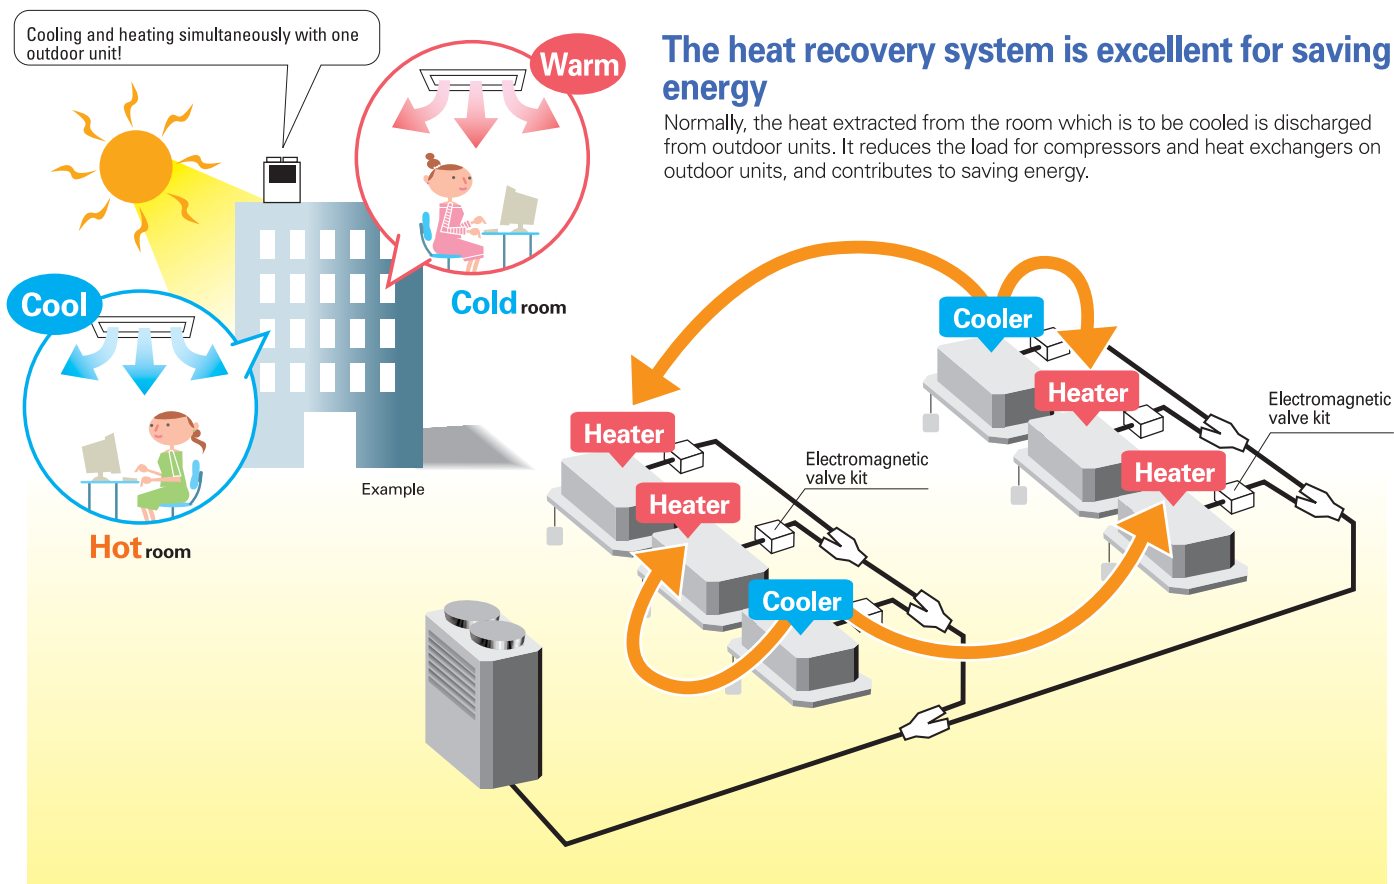 Cooling and heating simultaneously with one
outdoor unit!
Warm
The heat recovery system is excellent for saving
energy
Normally, the heat extracted from the room which is to be cooled is discharged
from outdoor units. It reduces the load for compressors and heat exchangers on
outdoor units, and contributes to saving energy.
Cool
Cold room
Cooler
Heater
Electromagnetic
valve kit
Heater
Heater
Electromagnetic
valve kit
Example
Heater
Hot room
Cooler